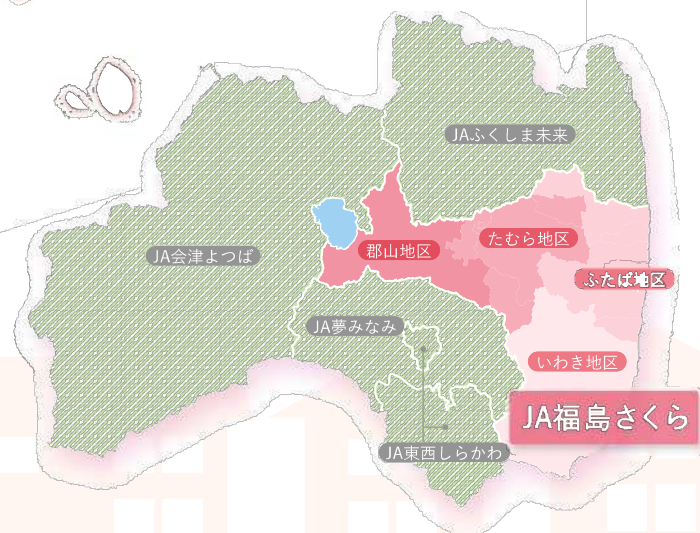 JAふくしま未来
たむら地区
郡山地区
JA会津よつば
ふたば地区
JA夢みなみ
いわき地区
JA福島さくら
JA東西しらかわ